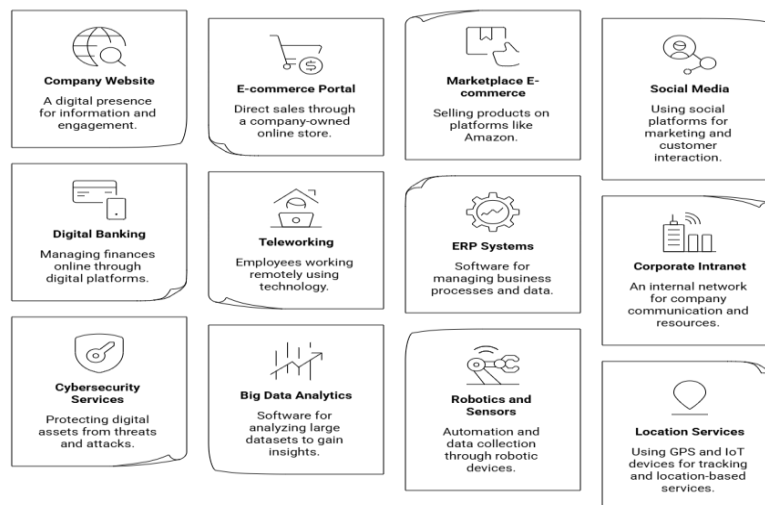 Company Website
A digital presence
for information and
engagement.
E-commerce Portal
Direct sales through
a company-owned
online store.
Marketplace E-
commerce
Selling products on
platforms like
Amazon.
Social Media
Using social
platforms for
marketing and
customer
interaction.
Digital Banking
Managing finances
online through
digital platforms.
Teleworking
Employees working
remotely using
technology.
ERP Systems
Software for
managing business
processes and data.
Corporate Intranet
An internal network
for company
communication and
resources.
Cybersecurity
Services
Protecting digital
assets from threats
and attacks.
Big Data Analytics
Software for
analyzing large
datasets to gain
insights.
Robotics and
Sensors
Automation and
data collection
through robotic
devices.
Location Services
Using GPS and IoT
devices for tracking
and location-based
services.